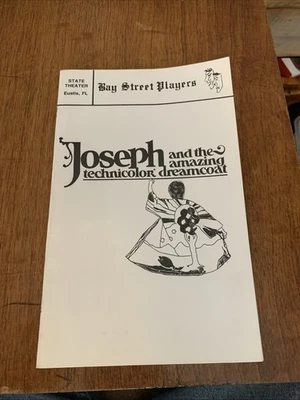 STATE
THEATER
Eustis, FL
Bay Street Players
Joseph and the
amazing
technicolor dreamcoat